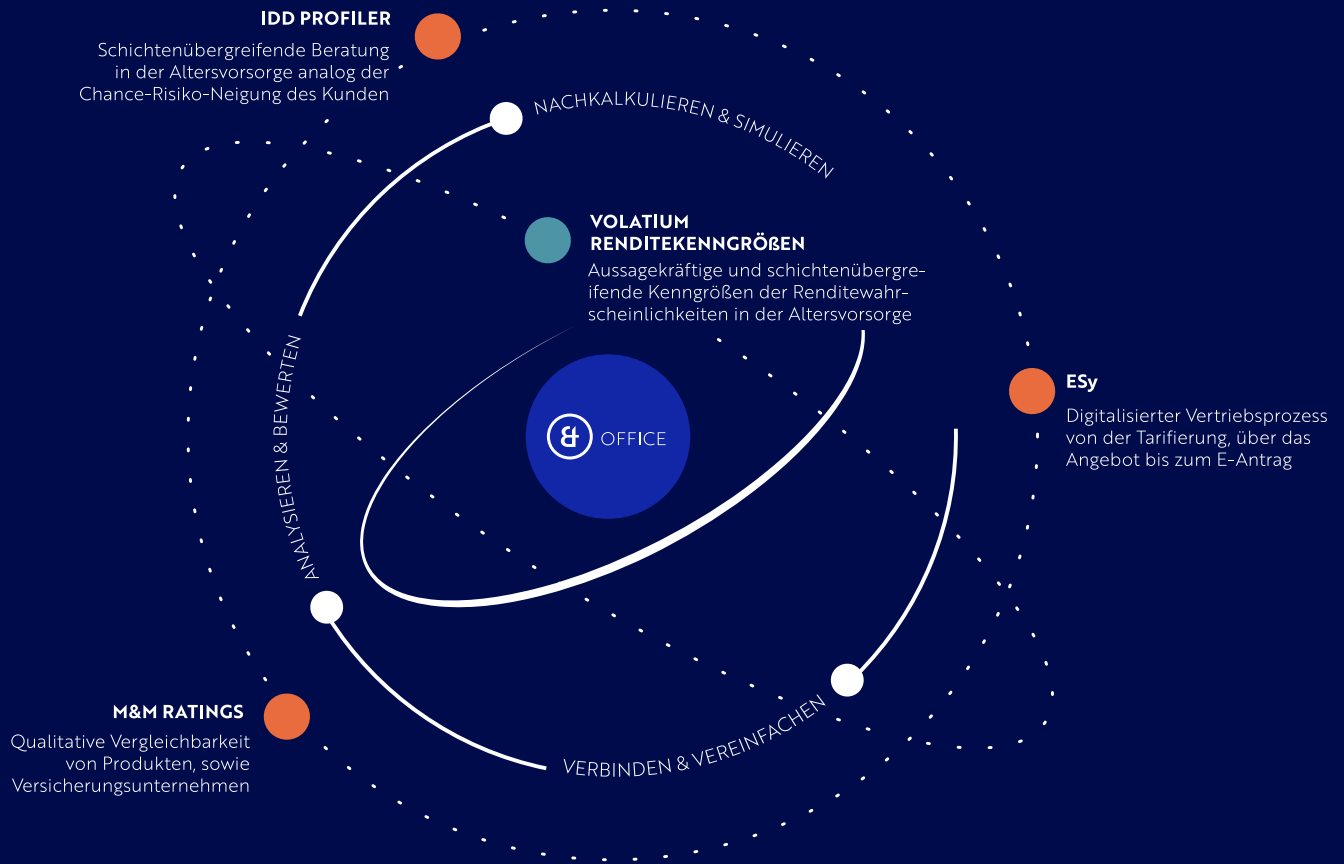 IDD PROFILER
Schichtenübergreifende Beratung
in der Altersvorsorge analog der
Chance-Risiko-Neigung des Kunden
NACHKALKULIEREN & SIMULIEREN
VOLATIUM
RENDITEKENNGRÖßEN
Aussagekräftige und schichtenübergre-
ifende Kenngrößen der Renditewahr-
scheinlichkeiten in der Altersvorsorge
ANALYSIEREN & BEWERTEN
& OFFICE
ESy
Digitalisierter Vertriebsprozess
von der Tarifierung, über das
Angebot bis zum E-Antrag
M&M RATINGS
Qualitative Vergleichbarkeit
von Produkten, sowie
Versicherungsunternehmen
VERBINDEN & VEREINFACHEN